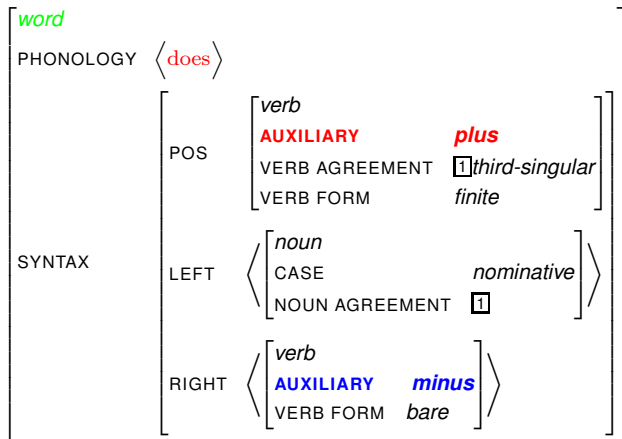 word
PHONOLOGY ⟨does⟩
verb
AUXILIARY plus
POS
VERB AGREEMENT 1 third-singular
VERB FORM finite
noun
SYNTAX
LEFT ⟨CASE nominative⟩
NOUN AGREEMENT 1
verb
RIGHT ⟨AUXILIARY minus⟩
VERB FORM bare